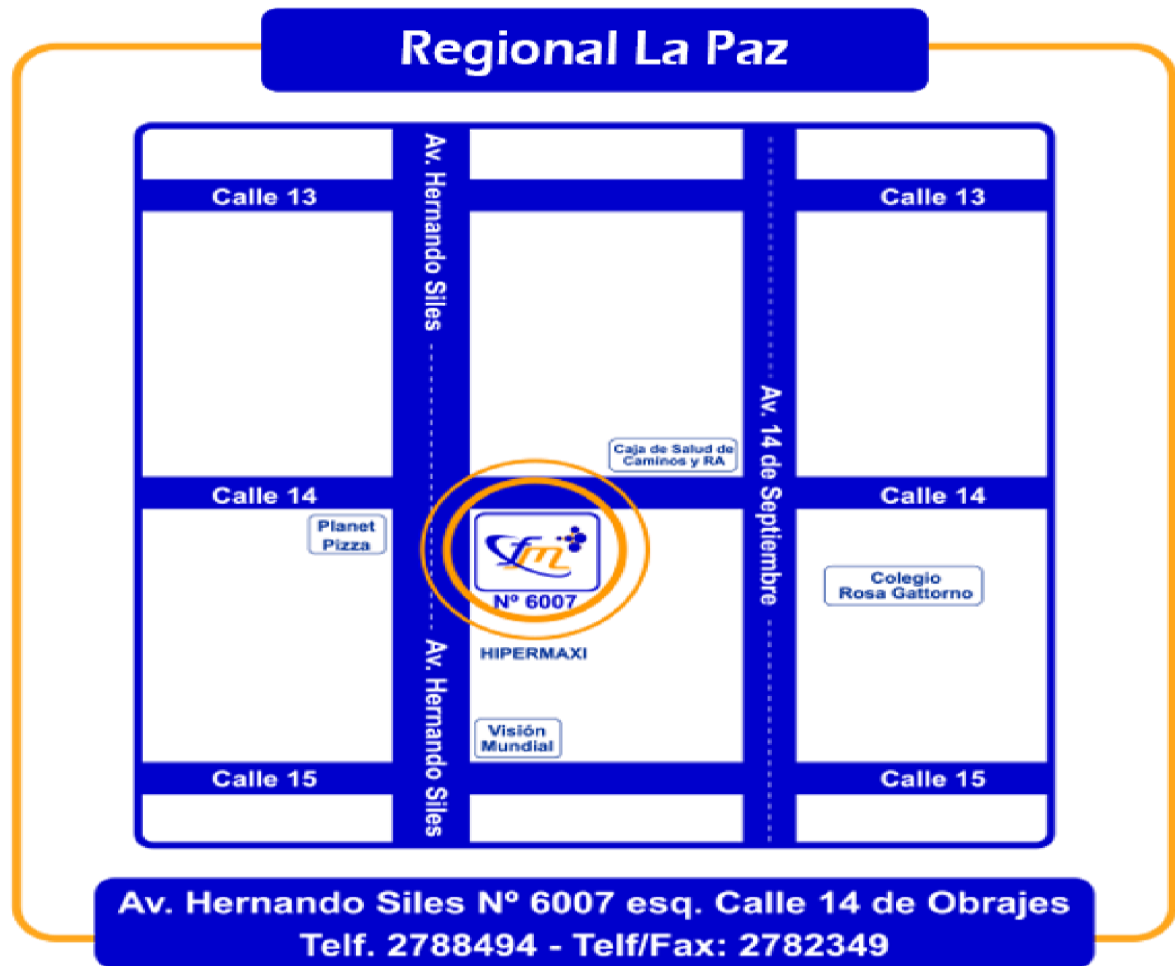 Regional La Paz
Av. Hernando Siles
Calle 13
Calle 13
Av. 14 de Septiembre
Caja de Salud de
Caminos y RA
Calle 14
Calle 14
Planet
Pizza
fm
Nº 6007
Colegio
Rosa Gattorno
HIPERMAXI
Av. Hernando Siles
Visión
Mundial
Calle 15
Calle 15
Av. Hernando Siles Nº 6007 esq. Calle 14 de Obrajes
Telf. 2788494 - Telf/Fax: 2782349